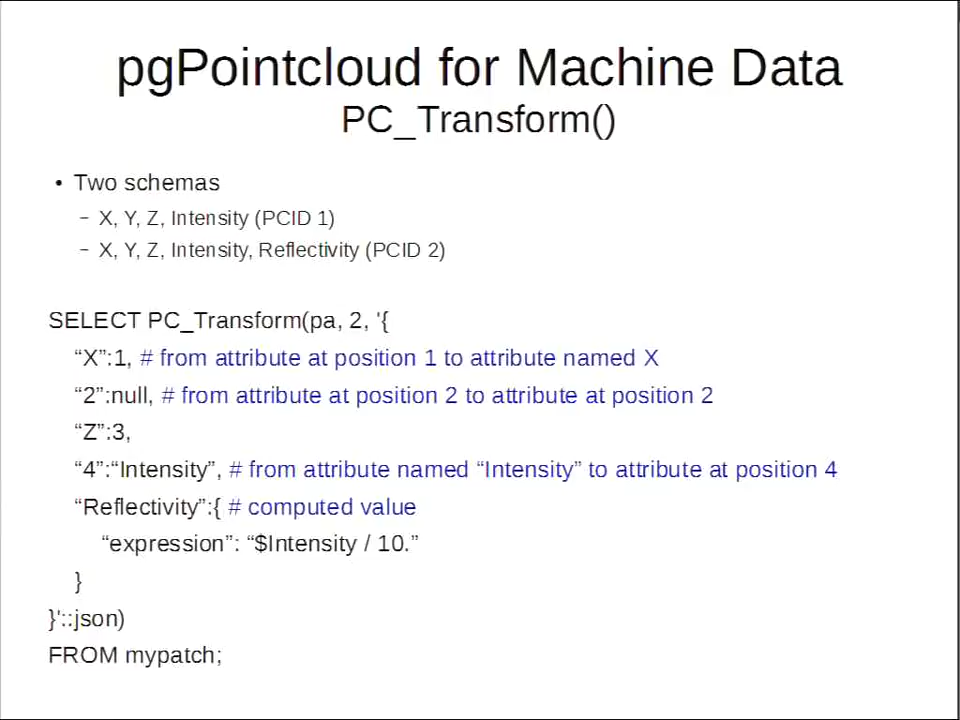 pgPointcloud for Machine Data
PC_Transform()
• Two schemas
– X, Y, Z, Intensity (PCID 1)
– X, Y, Z, Intensity, Reflectivity (PCID 2)
SELECT PC_Transform(pa, 2, '{
“X”:1, # from attribute at position 1 to attribute named X
“2”:null, # from attribute at position 2 to attribute at position 2
“Z”:3,
“4”:“Intensity”, # from attribute named “Intensity” to attribute at position 4
“Reflectivity”:{ # computed value
“expression”: “$Intensity / 10.”
}
}'::json)
FROM mypatch;